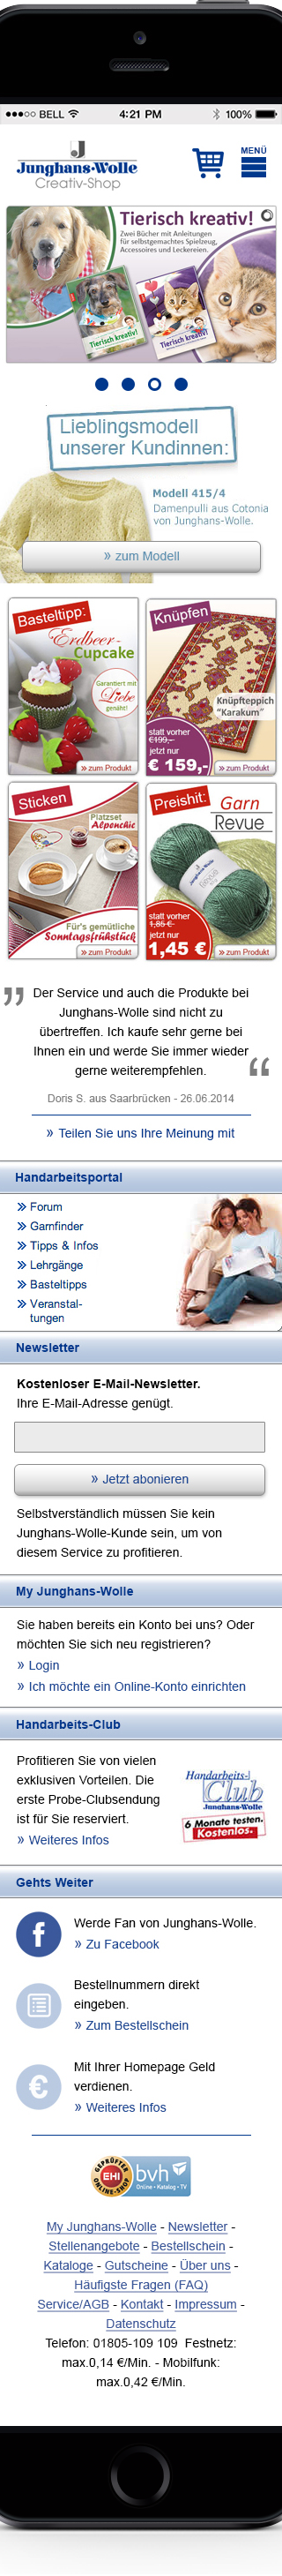 BELL 4:21 PM 100%
Junghans-Wolle
Creativ-Shop
MENÜ
Tierisch kreativ!
Zwei Bücher mit Anleitungen
für selbstgemachtes Spielzeug,
Accessoires und Leckereien.
Tierisch kreativ!
Tierisch kreativ!
Lieblingsmodell
unserer Kundinnen:
Modell 415/4
Damenpulli aus Cotonia
von Junghans-Wolle.
» zum Modell
Basteltipp:
Erdbeer-
Cupcake
Garantiert mit
Liebe
genäht!
» zum Produkt
Knüpfen
Knüpfteppich
"Karakum"
statt vorher
€199,-
jetzt nur
€ 159,-
» zum Produkt
Sticken
Platzset
Alpenchic
Für's gemütliche
Sonntagsfrühstück
» zum Produkt
Preishit:
Garn
Revue
Junghans-Wolle
statt vorher
1,85 €
jetzt nur
1,45 €
» zum Produkt
" Der Service und auch die Produkte bei
Junghans-Wolle sind nicht zu
übertreffen. Ich kaufe sehr gerne bei
Ihnen ein und werde Sie immer wieder
gerne weiterempfehlen. "
Doris S. aus Saarbrücken - 26.06.2014
» Teilen Sie uns Ihre Meinung mit
Handarbeitsportal
» Forum
» Garnfinder
» Tipps & Infos
» Lehrgänge
» Basteltipps
» Veranstal-
tungen
Newsletter
Kostenloser E-Mail-Newsletter.
Ihre E-Mail-Adresse genügt.
» Jetzt abonieren
Selbstverständlich müssen Sie kein
Junghans-Wolle-Kunde sein, um von
diesem Service zu profitieren.
My Junghans-Wolle
Sie haben bereits ein Konto bei uns? Oder
möchten Sie sich neu registrieren?
» Login
» Ich möchte ein Online-Konto einrichten
Handarbeits-Club
Profitieren Sie von vielen
exklusiven Vorteilen. Die
erste Probe-Clubsendung
ist für Sie reserviert.
» Weiteres Infos
Handarbeits-
Club
Junghans-Wolle
6 Monate testen.
Kostenlos.
Gehts Weiter
Werde Fan von Junghans-Wolle.
» Zu Facebook
Bestellnummern direkt
eingeben.
» Zum Bestellschein
Mit Ihrer Homepage Geld
verdienen.
» Weiteres Infos
GEPRÜFTER
EHI
ONLINE-SHOP
bvh
Online • Katalog • TV
My Junghans-Wolle - Newsletter -
Stellenangebote - Bestellschein -
Kataloge - Gutscheine - Über uns -
Häufigste Fragen (FAQ)
Service/AGB - Kontakt - Impressum -
Datenschutz
Telefon: 01805-109 109 Festnetz:
max.0,14 €/Min. - Mobilfunk:
max.0,42 €/Min.